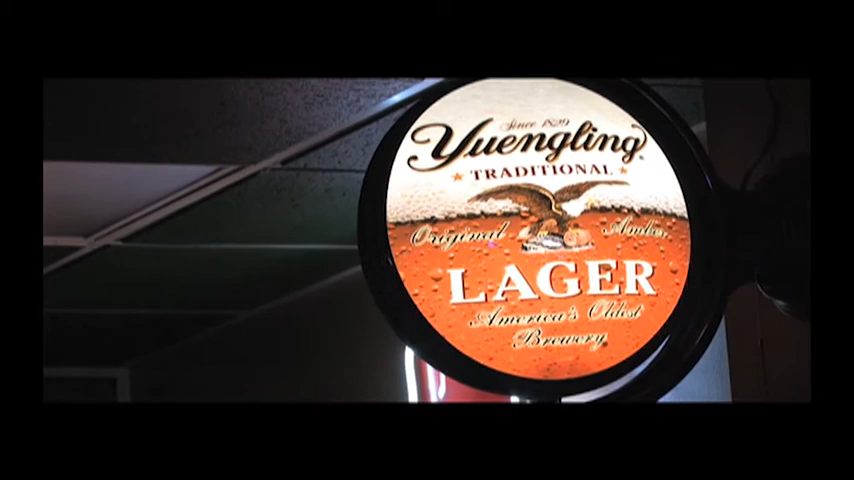 Since 1829
Yuengling
TRADITIONAL
Original Amber
LAGER
America's Oldest
Brewery